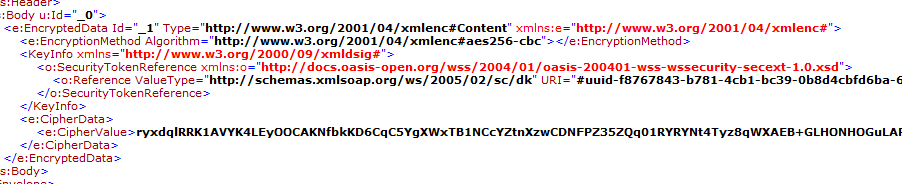 s:Header>
s:Body u:Id="_0">
<e:EncryptedData Id="_1" Type="http://www.w3.org/2001/04/xmlenc#Content" xmlns:e="http://www.w3.org/2001/04/xmlenc#">
<e:EncryptionMethod Algorithm="http://www.w3.org/2001/04/xmlenc#aes256-cbc"></e:EncryptionMethod>
<KeyInfo xmlns="http://www.w3.org/2000/09/xmldsig#">
<o:SecurityTokenReference xmlns:o="http://docs.oasis-open.org/wss/2004/01/oasis-200401-wss-wssecurity-secext-1.0.xsd">
<o:Reference ValueType="http://schemas.xmlsoap.org/ws/2005/02/sc/dk" URI="#uuid-f8767843-b781-4cb1-bc39-0b8d4cbfd6ba-6
</o:SecurityTokenReference>
</KeyInfo>
<e:CipherData>
<e:CipherValue>ryxdqlRRK1AVYK4LEyOOCAKNfbkKD6CqC5YgXWxTB1NCcYZtnXzwCDNFPZ35ZQq01RYRYNt4Tyz8qWXAEB+GLHONHOGuLAF
</e:CipherData>
</e:EncryptedData>
s:Body>